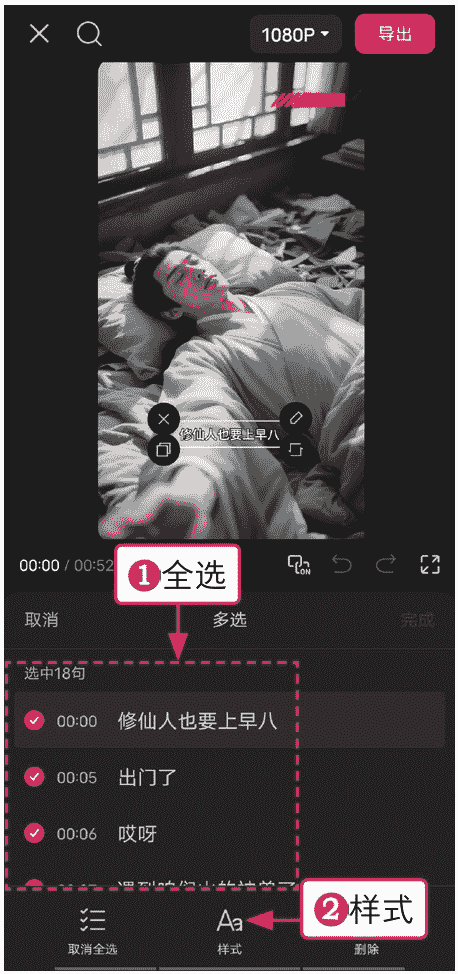 1080P
导出
修仙人也要上早八
00:00 / 00:52
ON
❶全选
取消
多选
完成
选中18句
00:00 修仙人也要上早八
00:05 出门了
00:06 哎呀
❷样式
取消全选
Aa
样式
删除